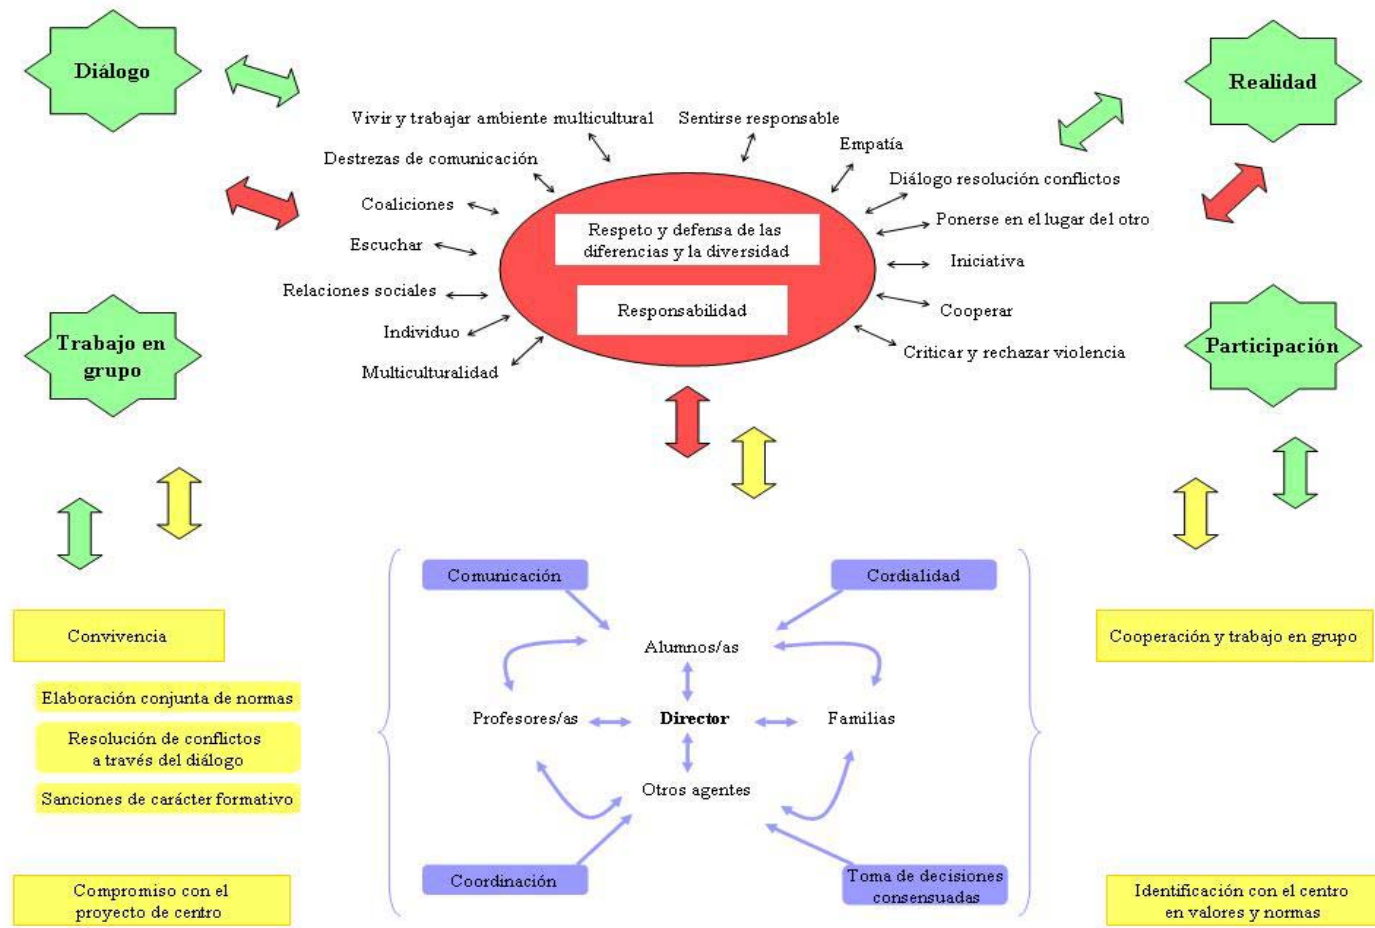 Diálogo
Realidad
Vivir y trabajar ambiente multicultural
Sentirse responsable
Destrezas de comunicación
Empatía
Coaliciones
Diálogo resolución conflictos
Escuchar
Ponerse en el lugar del otro
Respeto y defensa de las
diferencias y la diversidad
Iniciativa
Relaciones sociales
Responsabilidad
Cooperar
Individuo
Criticar y rechazar violencia
Multiculturalidad
Trabajo en
grupo
Participación
Comunicación
Cordialidad
Convivencia
Alumnos/as
Cooperación y trabajo en grupo
Elaboración conjunta de normas
Profesores/as
Director
Familias
Resolución de conflictos
a través del diálogo
Otros agentes
Sanciones de carácter formativo
Coordinación
Toma de decisiones
consensuadas
Compromiso con el
proyecto de centro
Identificación con el centro
en valores y normas